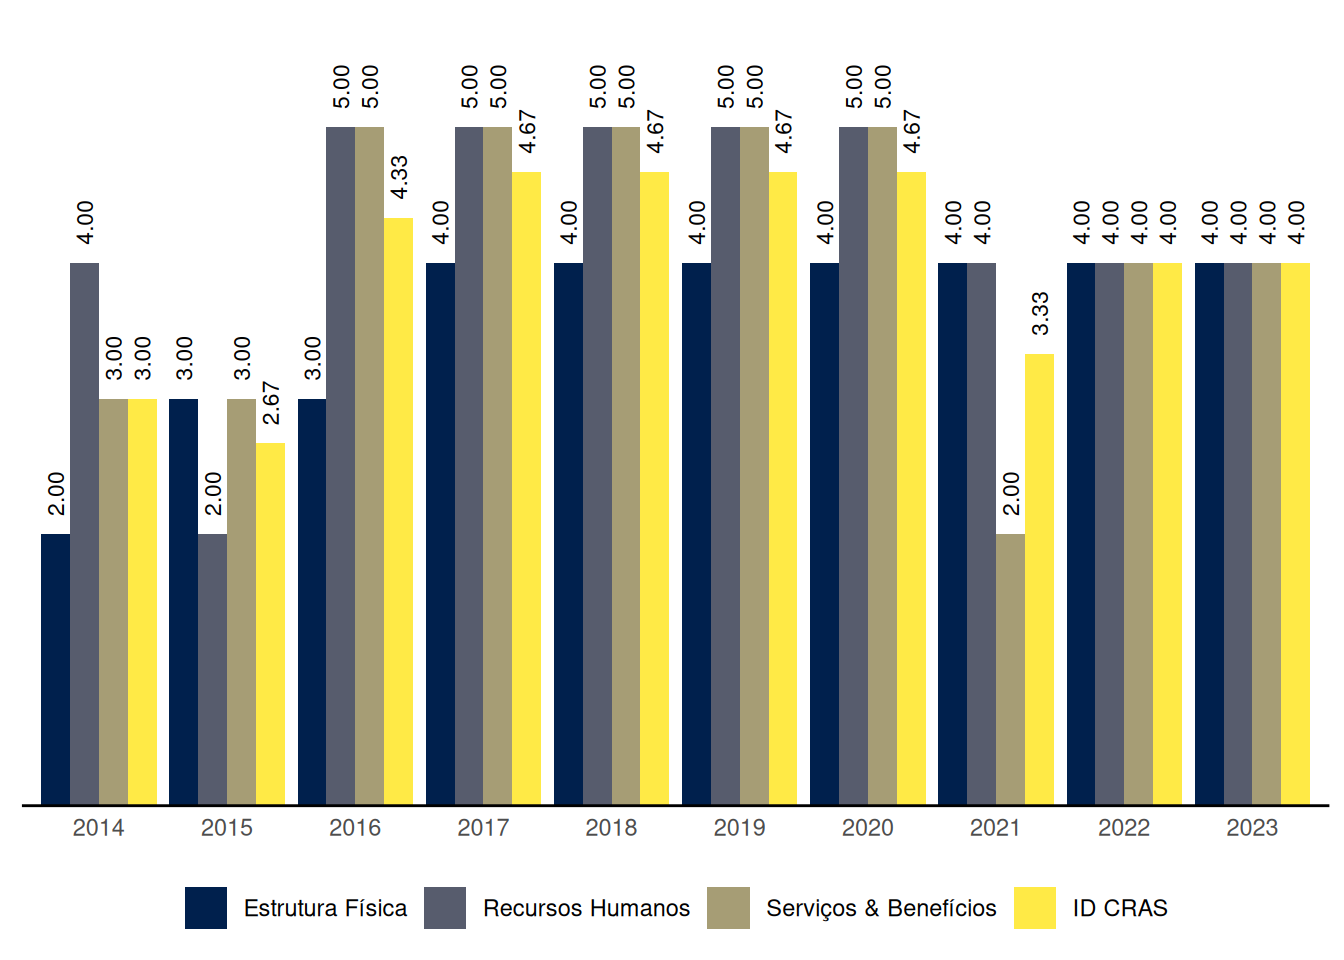 5.00 5.00 5.00 5.00 5.00 5.00 5.00 5.00 5.00 5.00
4.67 4.67 4.67 4.67
4.33
4.00 4.00 4.00 4.00 4.00 4.00 4.00 4.00 4.00 4.00 4.00 4.00 4.00 4.00 4.00
3.33
3.00 3.00 3.00 3.00 3.00
2.67
2.00 2.00 2.00
2014 2015 2016 2017 2018 2019 2020 2021 2022 2023
Estrutura Física Recursos Humanos Serviços & Benefícios ID CRAS